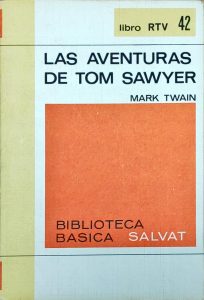 libro RTV 42
LAS AVENTURAS
DE TOM SAWYER
MARK TWAIN
BIBLIOTECA
BASICA SALVAT